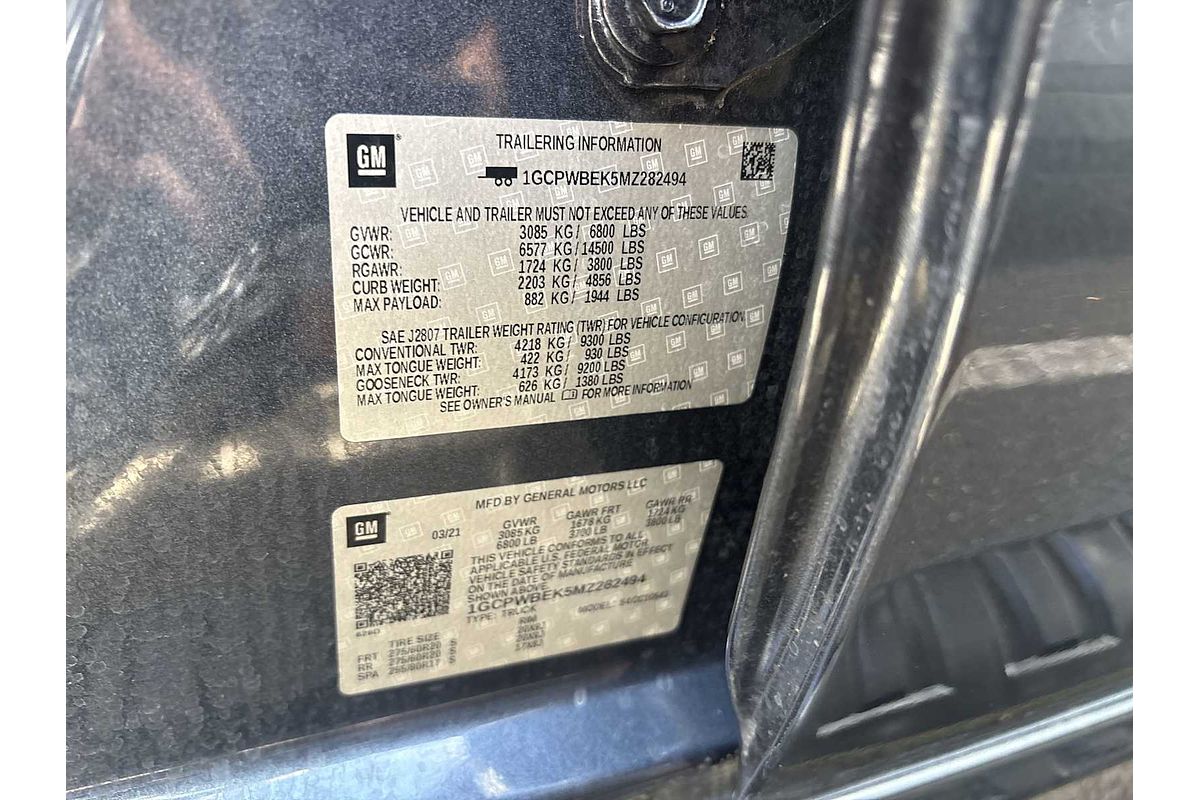 GM
TRAILERING INFORMATION
1GCPWBEK5MZ282494
VEHICLE AND TRAILER MUST NOT EXCEED ANY OF THESE VALUES
GVWR: 3085 KG/ 6800 LBS
GCWR: 6577 KG/14500 LBS
RGAWR: 1724 KG/ 3800 LBS
CURB WEIGHT: 2203 KG/ 4856 LBS
MAX PAYLOAD: 882 KG/ 1944 LBS
SAE J2807 TRAILER WEIGHT RATING (TWR) FOR VEHICLE CONFIGURATION
CONVENTIONAL TWR: 4218 KG/ 9300 LBS
MAX TONGUE WEIGHT: 422 KG/ 930 LBS
GOOSENECK TWR: 4173 KG/ 9200 LBS
MAX TONGUE WEIGHT: 626 KG/ 1380 LBS
SEE OWNER'S MANUAL FOR MORE INFORMATION
GM
MFD BY GENERAL MOTORS LLC
03/21 GVWR GAWR FRT GAWR RR
3085 KG 1678 KG 1724 KG
6800 LB 3700 LB 3800 LB
THIS VEHICLE CONFORMS TO ALL
APPLICABLE U.S. FEDERAL MOTOR
VEHICLE SAFETY STANDARDS IN EFFECT
ON THE DATE OF MANUFACTURE
SHOWN ABOVE.
1GCPWBEK5MZ282494
TYPE: TRUCK MODEL:
TIRE SIZE
FRT 275/60R20 S
RR 275/60R20 S
SPA 255/80R17 S